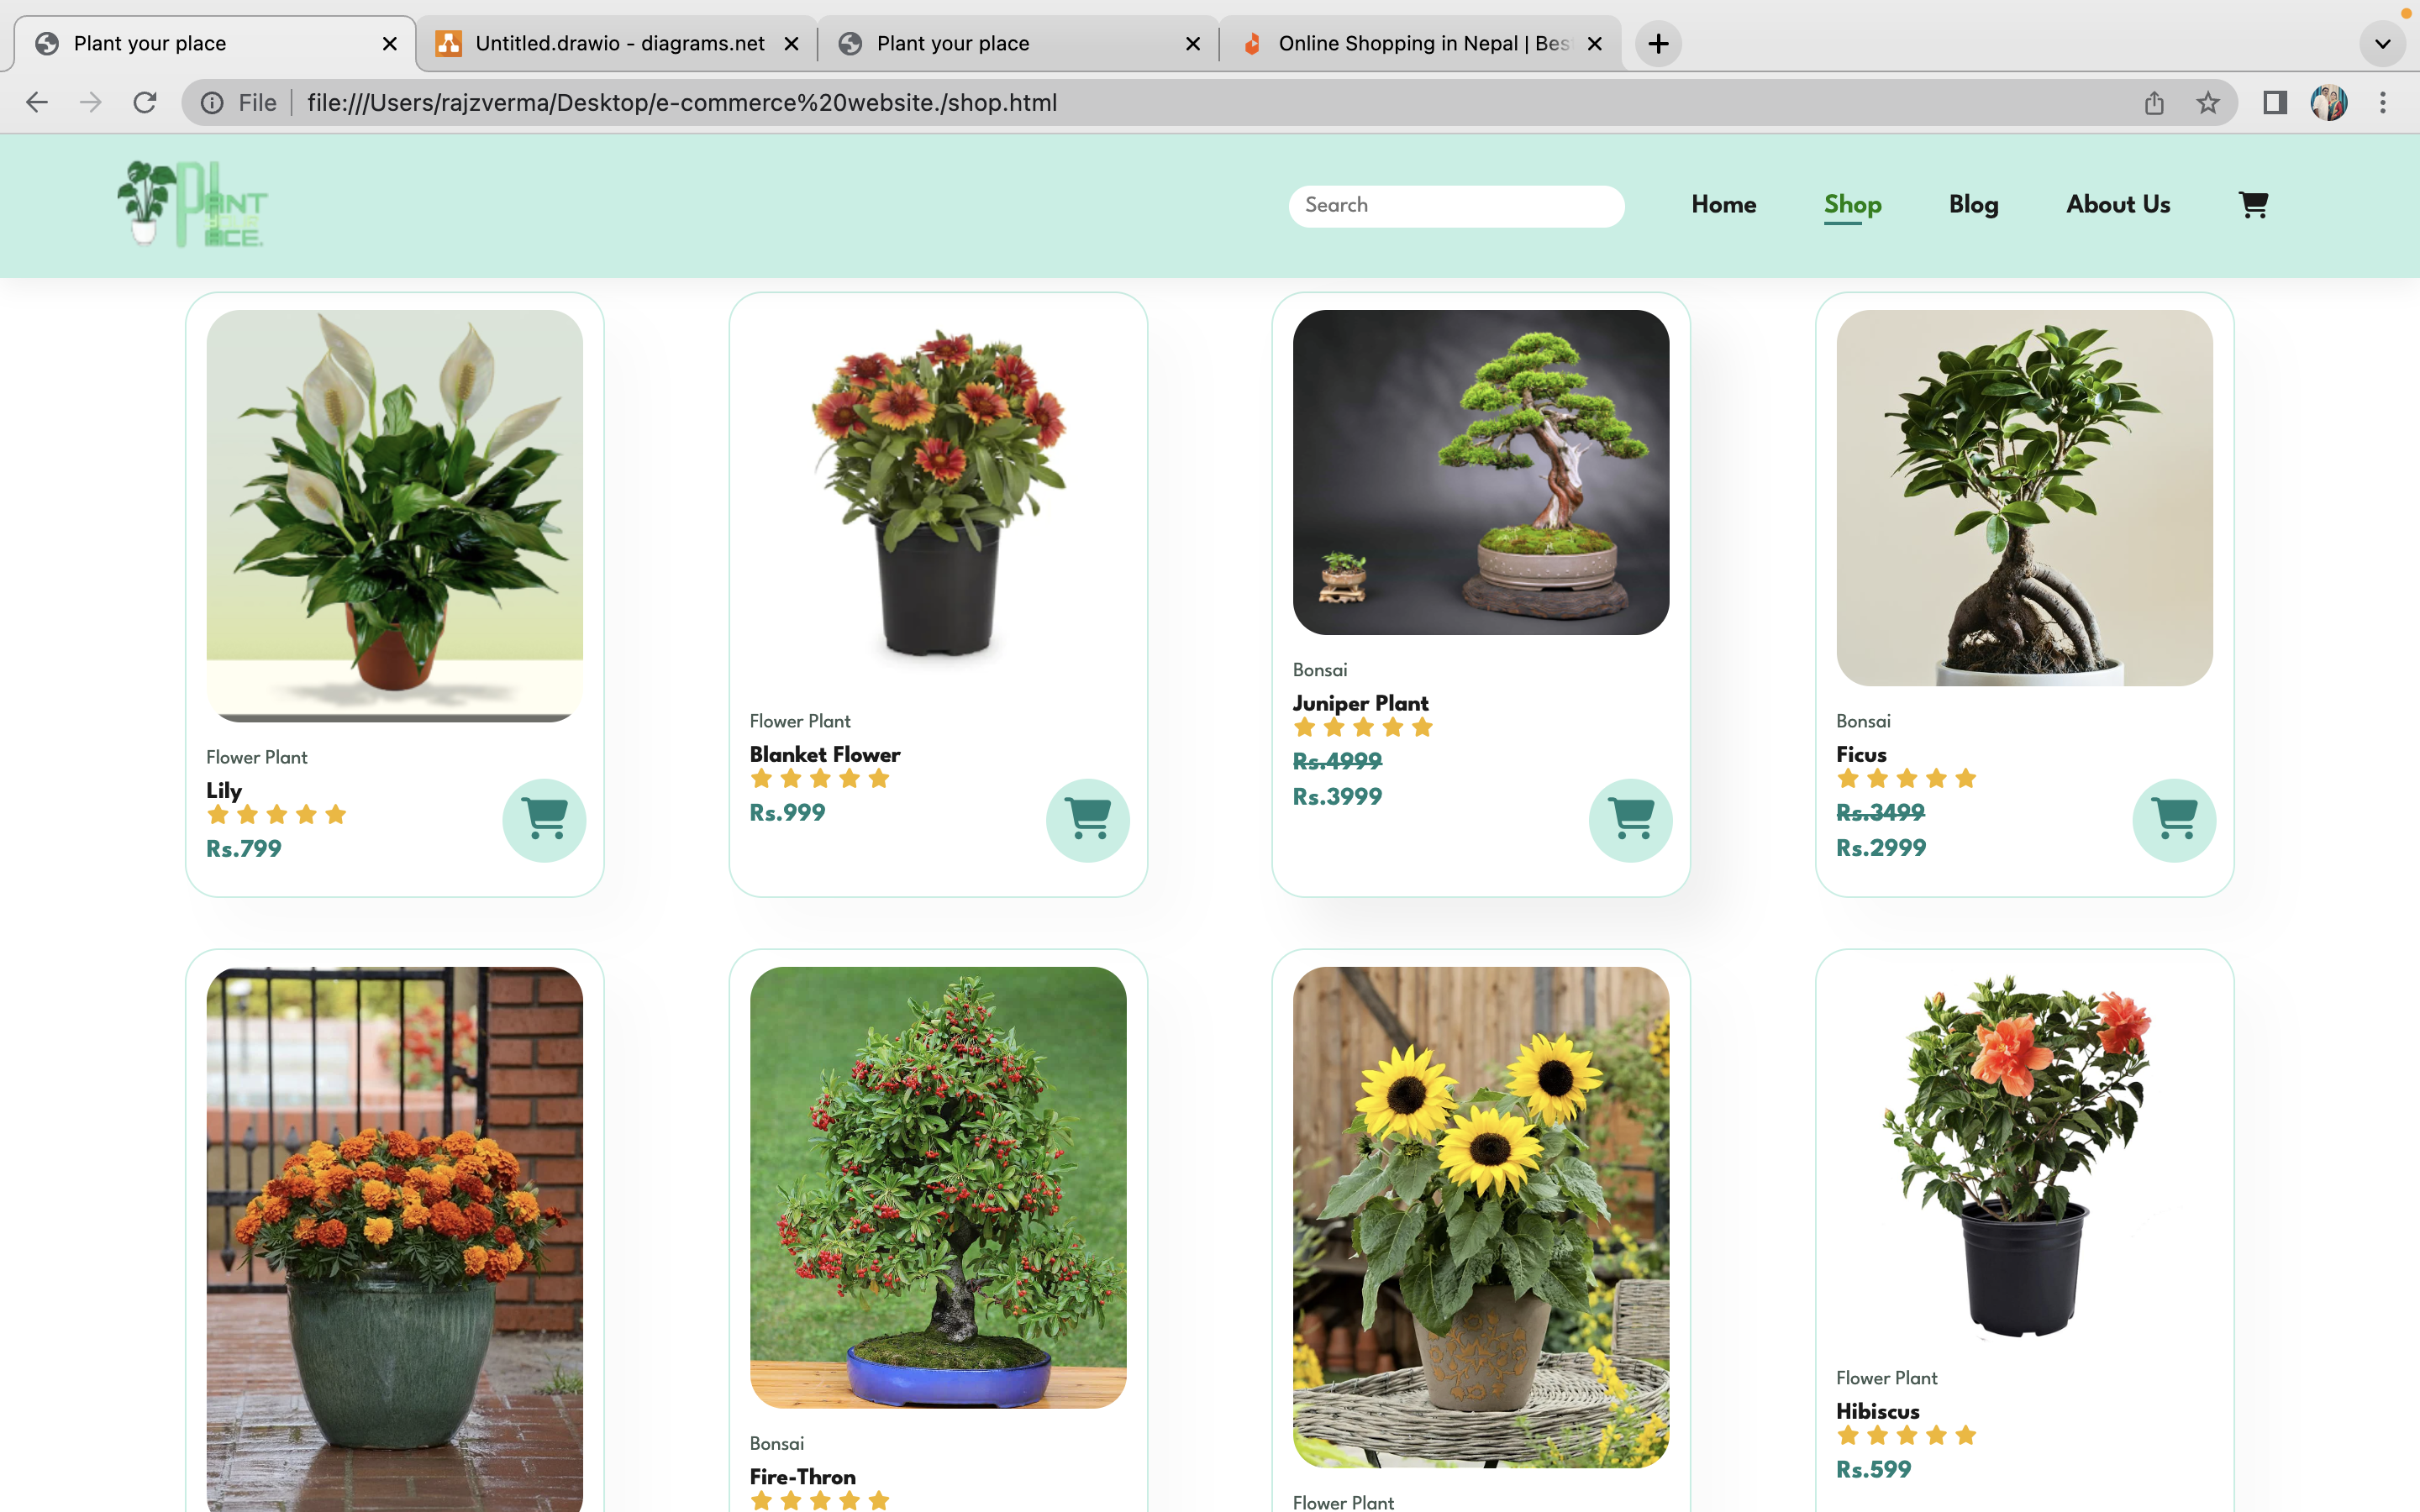 Plant your place
Untitled.drawio - diagrams.net
Plant your place
Online Shopping in Nepal | Bes
File
file:///Users/rajzverma/Desktop/e-commerce%20website./shop.html
PlANT
Search
Home
Shop
Blog
About Us
Flower Plant
Lily
Rs.799
Flower Plant
Blanket Flower
Rs.999
Bonsai
Juniper Plant
Rs.4999
Rs.3999
Bonsai
Ficus
Rs.3499
Rs.2999
Bonsai
Fire-Thron
Flower Plant
Flower Plant
Hibiscus
Rs.599